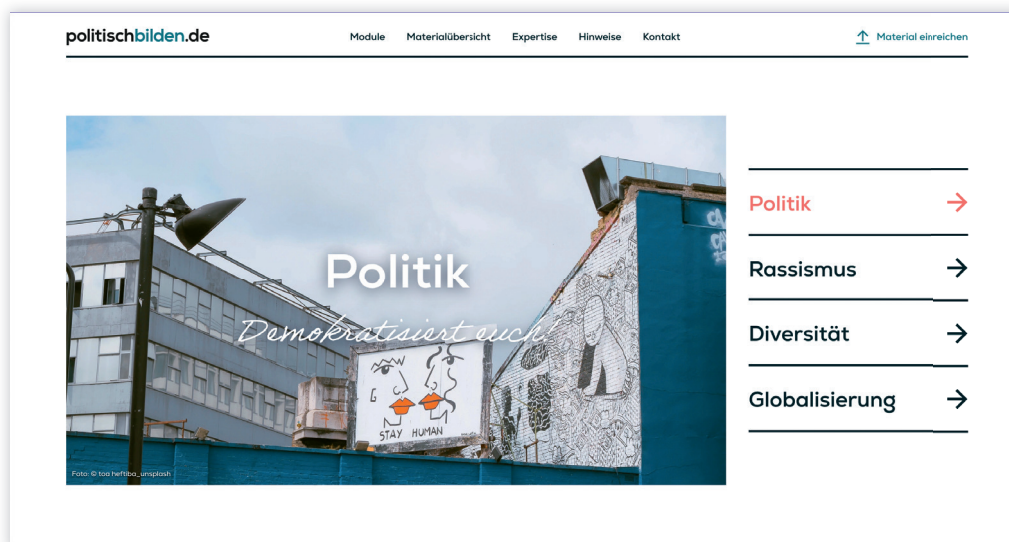 politischbilden.de
Module Materialübersicht Expertise Hinweise Kontakt
Material einreichen
Politik
Demokratisiert euch!
G
STAY HUMAN
Foto: © toa heftiba_unsplash
Politik
Rassismus
Diversität
Globalisierung